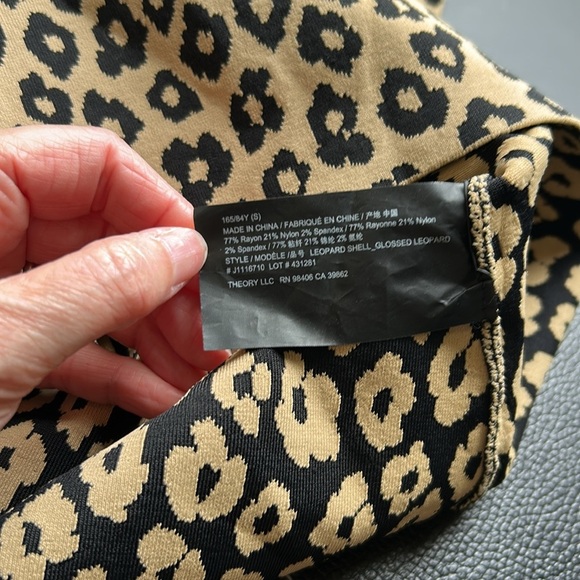 165/84Y (S)
MADE IN CHINA / FABRIQUÉ EN CHINE / 产地 中国
77% Rayon 21% Nylon 2% Spandex / 77% Rayonne 21% Nylon
2% Spandex / 77% 粘纤 21% 锦纶 2% 氨纶
STYLE / MODÈLE / 品号 LEOPARD SHELL_GLOSSED LEOPARD
# J1116710 LOT # 431281
THEORY LLC RN 98406 CA 39862